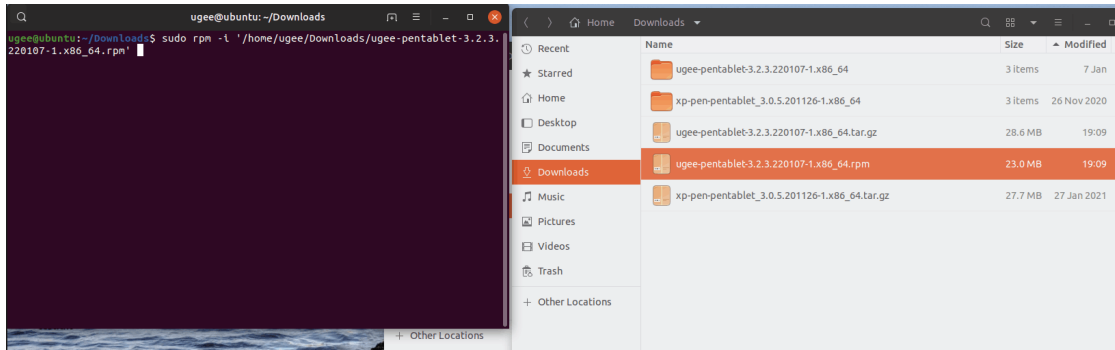 ugee@ubuntu: ~/Downloads
ugee@ubuntu:~/Downloads$ sudo rpm -i '/home/ugee/Downloads/ugee-pentablet-3.2.3.
220107-1.x86_64.rpm'
+ Other Locations
Home Downloads
Recent
Starred
Home
Desktop
Documents
Downloads
Music
Pictures
Videos
Trash
+ Other Locations
Name Size Modified
ugee-pentablet-3.2.3.220107-1.x86_64 3 items 7 Jan
xp-pen-pentablet_3.0.5.201126-1.x86_64 3 items 26 Nov 2020
ugee-pentablet-3.2.3.220107-1.x86_64.tar.gz 28.6 MB 19:09
ugee-pentablet-3.2.3.220107-1.x86_64.rpm 23.0 MB 19:09
xp-pen-pentablet_3.0.5.201126-1.x86_64.tar.gz 27.7 MB 27 Jan 2021